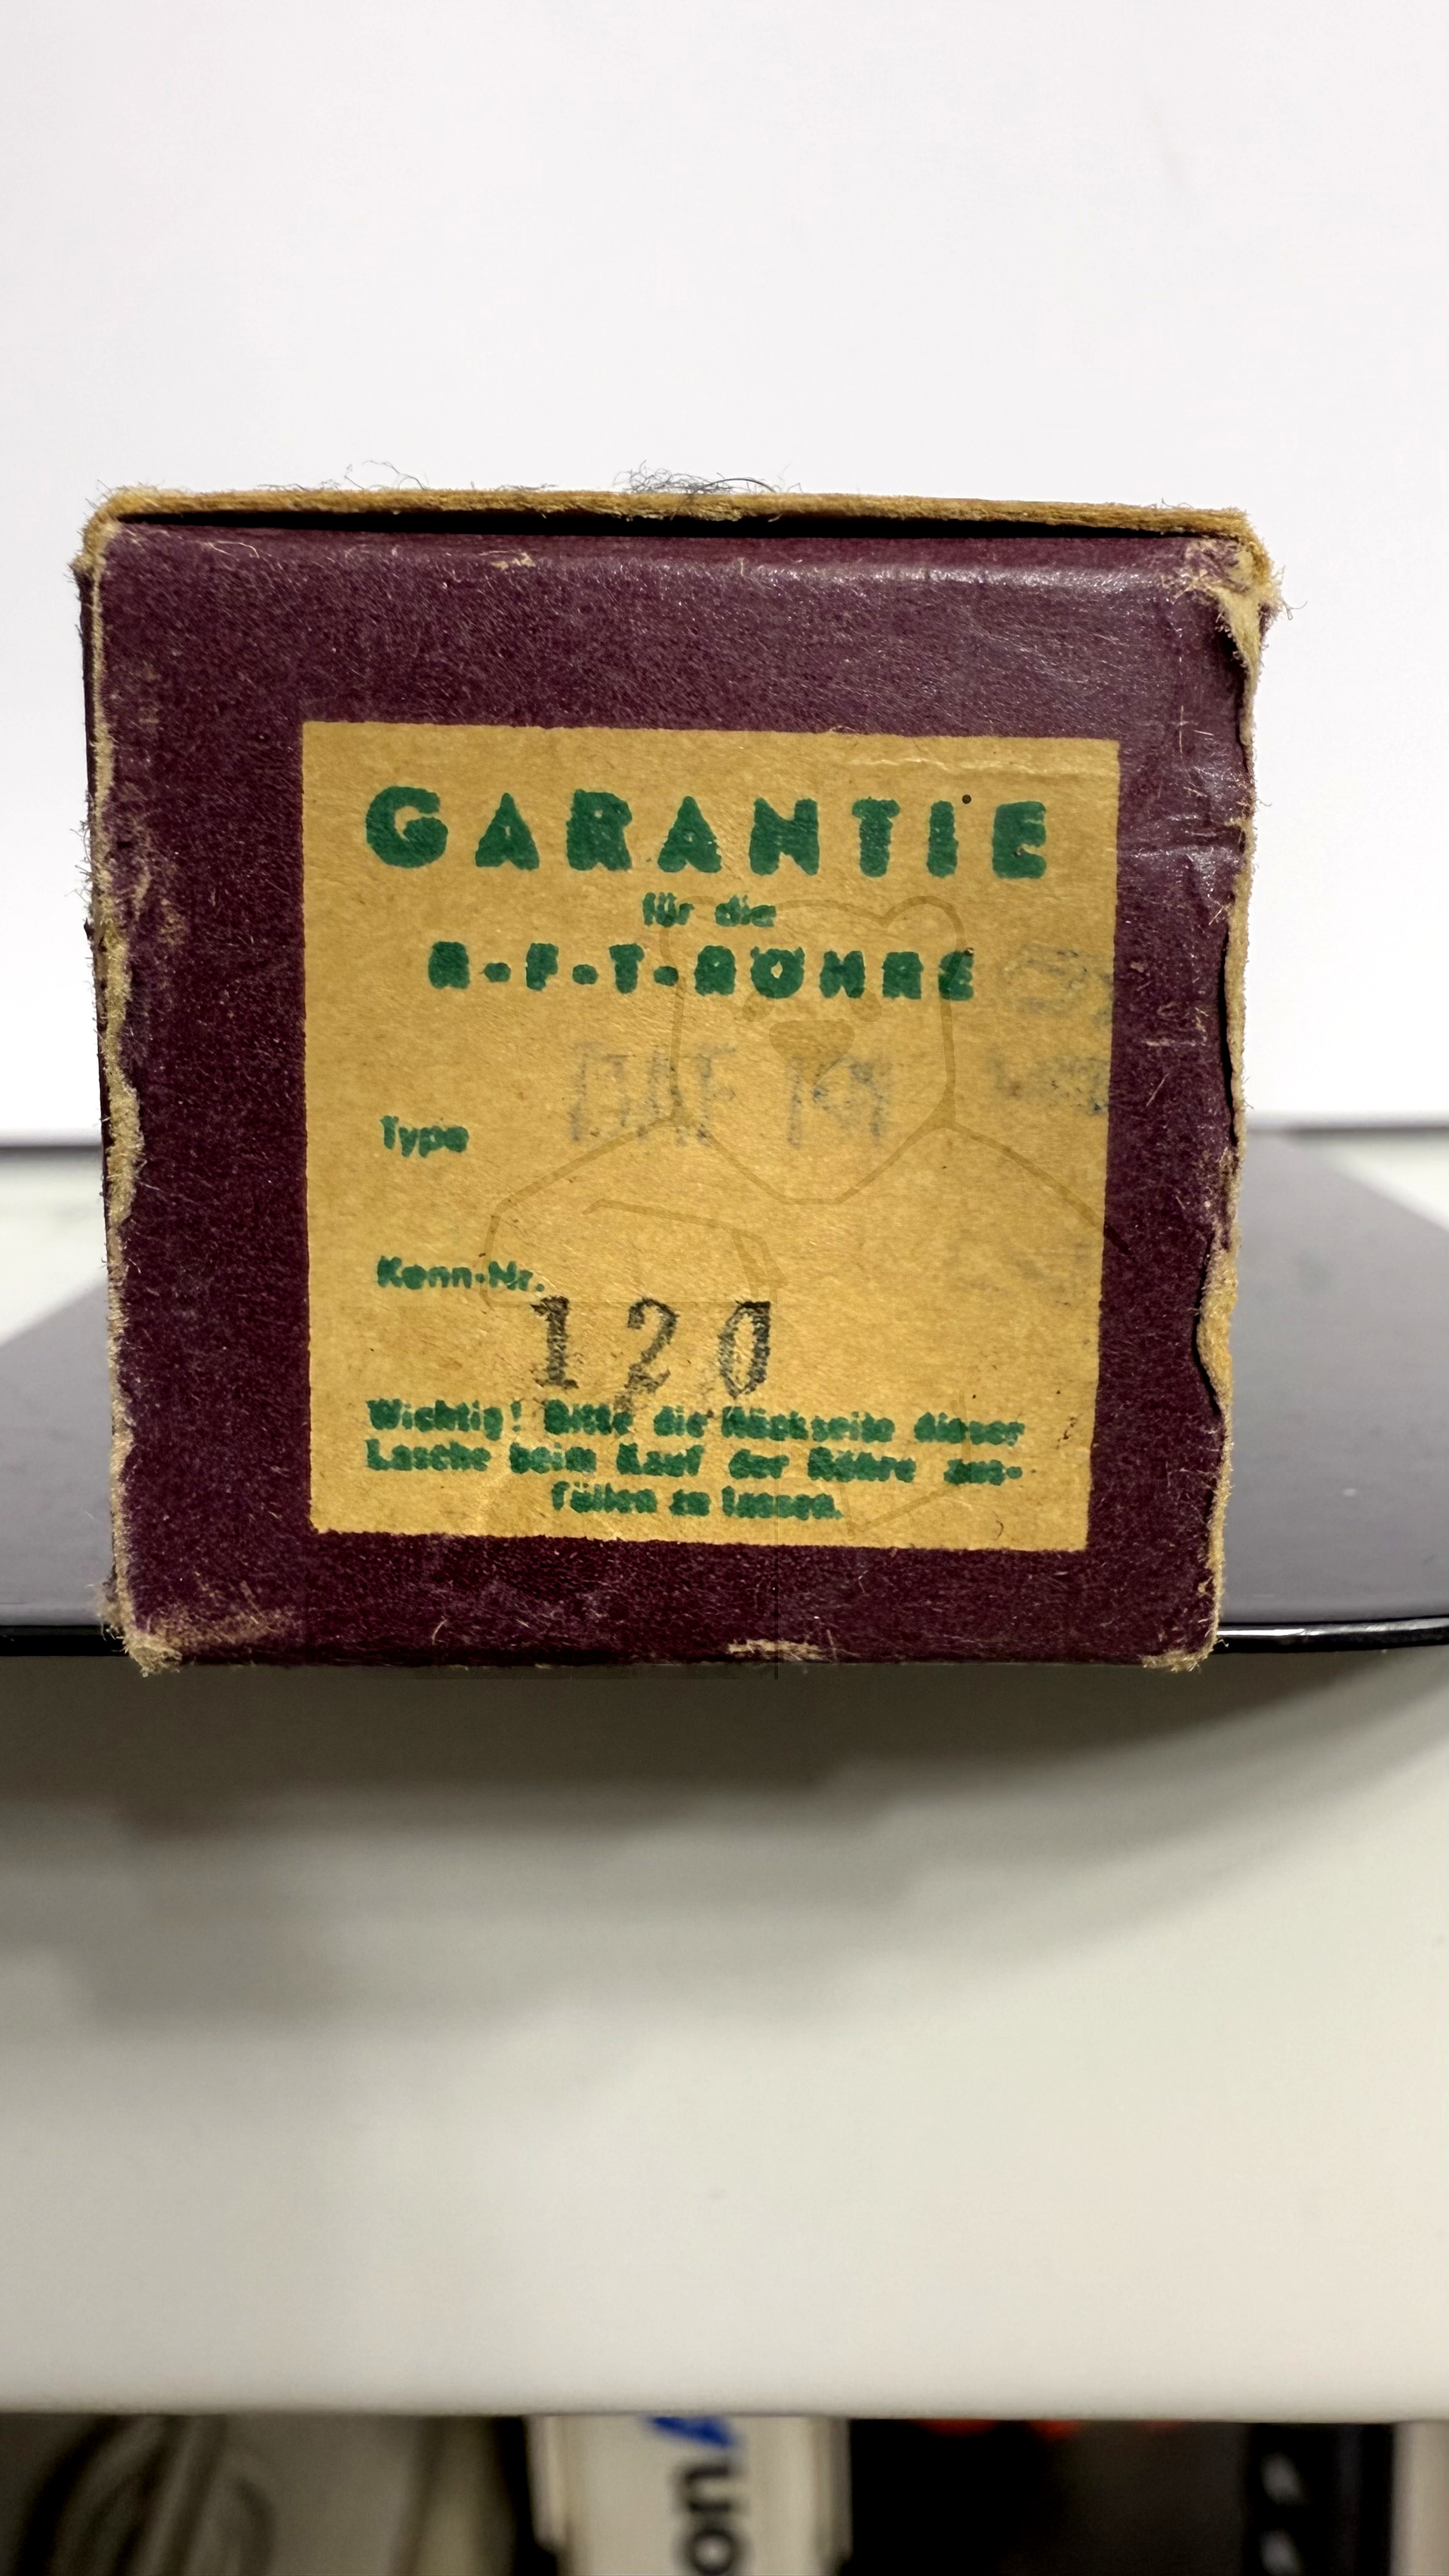 GARANTIE
für die
R-F-T-RÖHRE
Type
Kenn-Nr.
120
Wichtig! Bitte die Rückseite dieser
Lasche beim Kauf der Röhre aus-
füllen zu lassen.
on